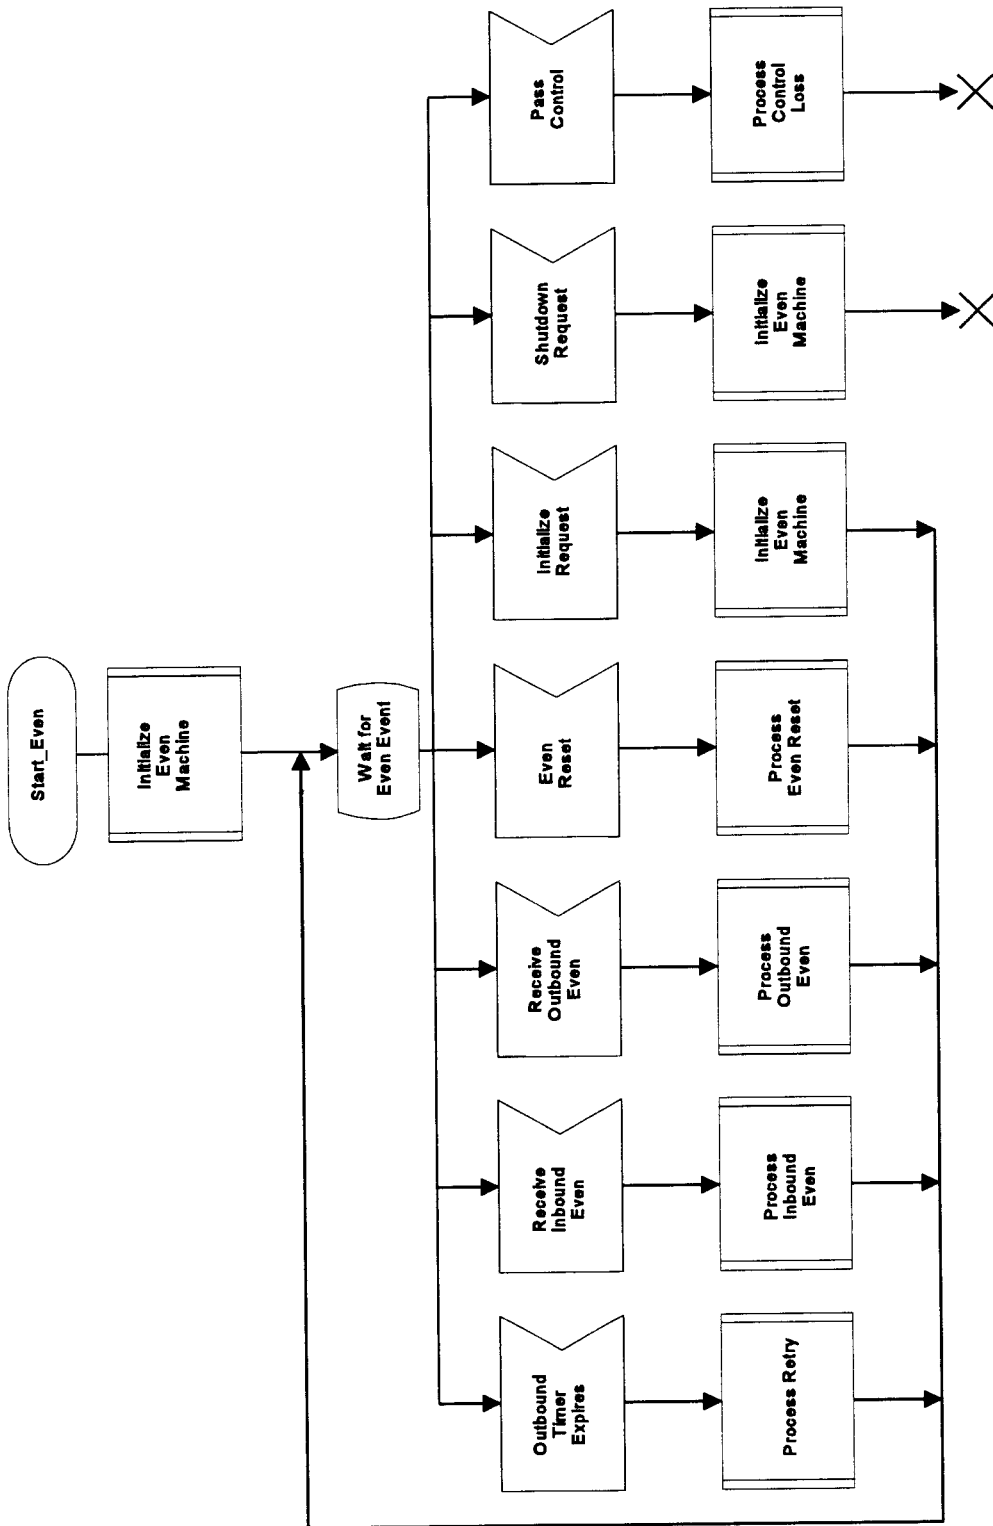 Start_Even
Initialize
Even
Machine
Wait for
Even Event
Outbound
Timer
Expires
Receive
Inbound
Even
Receive
Outbound
Even
Even
Reset
Initialize
Request
Shutdown
Request
Pass
Control
Process Retry
Process
Inbound
Even
Process
Outbound
Even
Process
Even Reset
Initialize
Even
Machine
Initialize
Even
Machine
Process
Control
Loss